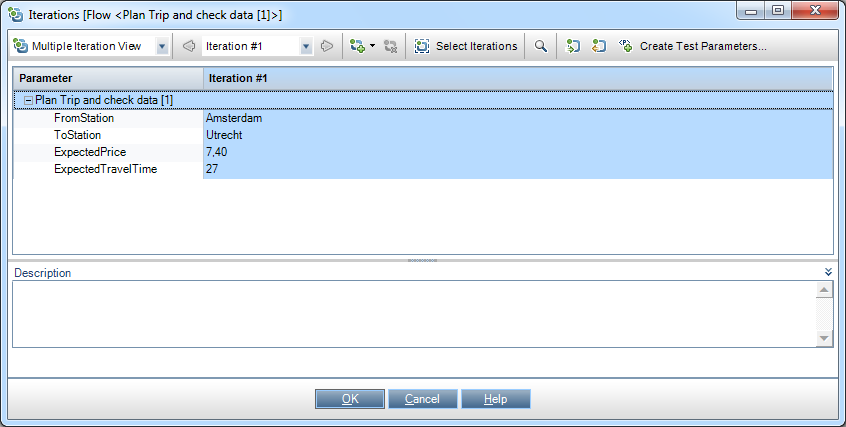 Iterations [Flow <Plan Trip and check data [1]>]
Multiple Iteration View Iteration #1 Select Iterations Create Test Parameters...
Parameter Iteration #1
Plan Trip and check data [1]
FromStation Amsterdam
ToStation Utrecht
ExpectedPrice 7,40
ExpectedTravelTime 27
Description
OK Cancel Help